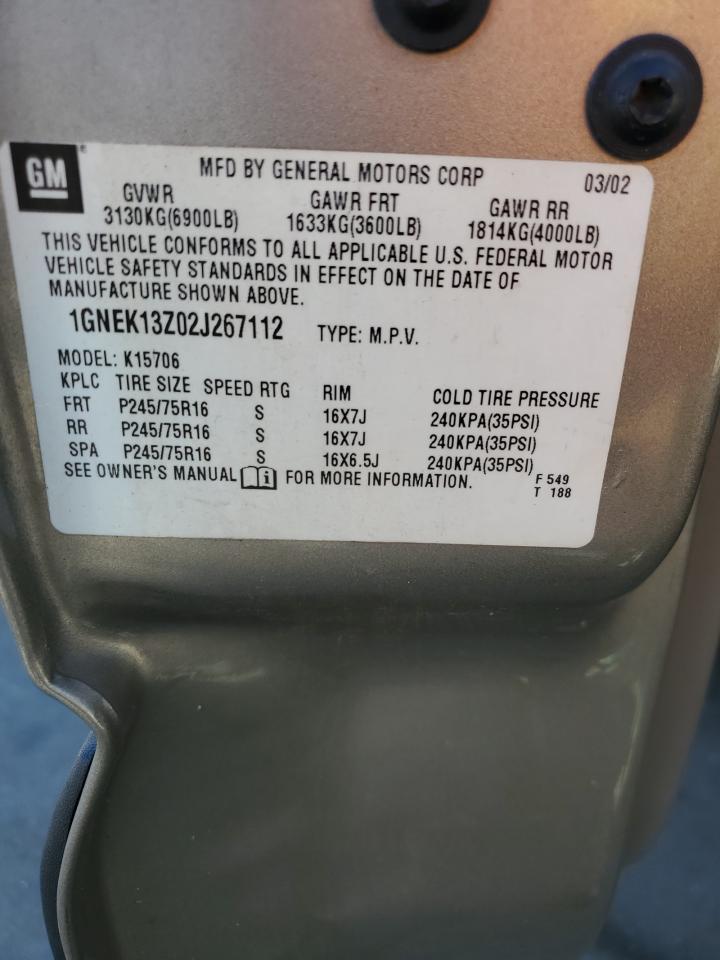 GM®
MFD BY GENERAL MOTORS CORP 03/02
GVWR GAWR FRT GAWR RR
3130KG(6900LB) 1633KG(3600LB) 1814KG(4000LB)
THIS VEHICLE CONFORMS TO ALL APPLICABLE U.S. FEDERAL MOTOR
VEHICLE SAFETY STANDARDS IN EFFECT ON THE DATE OF
MANUFACTURE SHOWN ABOVE.
1GNEK13Z02J267112 TYPE: M.P.V.
MODEL: K15706
KPLC TIRE SIZE SPEED RTG RIM COLD TIRE PRESSURE
FRT P245/75R16 S 16X7J 240KPA(35PSI)
RR P245/75R16 S 16X7J 240KPA(35PSI)
SPA P245/75R16 S 16X6.5J 240KPA(35PSI)
SEE OWNER'S MANUAL i FOR MORE INFORMATION. F 549
T 188